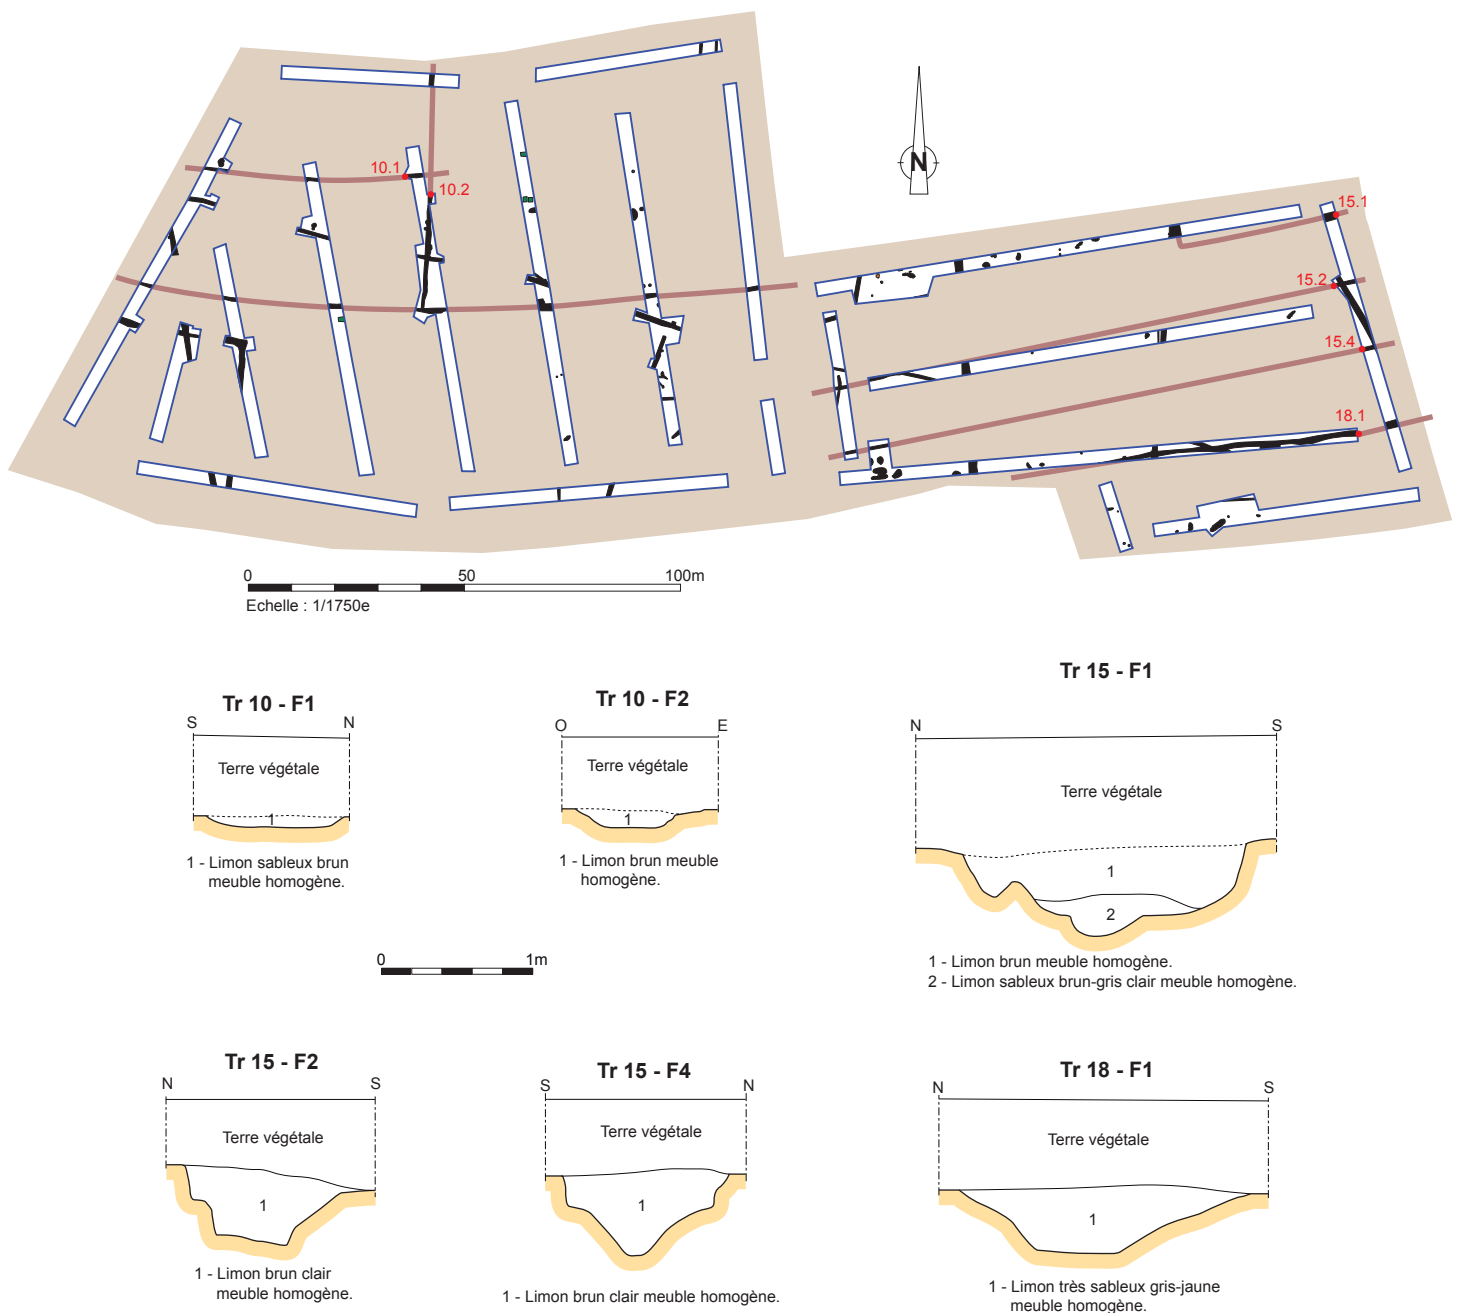 N
10.1
10.2
15.1
15.2
15.4
18.1
0 50 100m
Echelle : 1/1750e
Tr 10 - F1
S N
Terre végétale
1
1 - Limon sableux brun
meuble homogène.
Tr 10 - F2
O E
Terre végétale
1
1 - Limon brun meuble
homogène.
Tr 15 - F1
N S
Terre végétale
1
2
1 - Limon brun meuble homogène.
2 - Limon sableux brun-gris clair meuble homogène.
0 1m
Tr 15 - F2
N S
Terre végétale
1
1 - Limon brun clair
meuble homogène.
Tr 15 - F4
S N
Terre végétale
1
1 - Limon brun clair meuble homogène.
Tr 18 - F1
N S
Terre végétale
1
1 - Limon très sableux gris-jaune
meuble homogène.